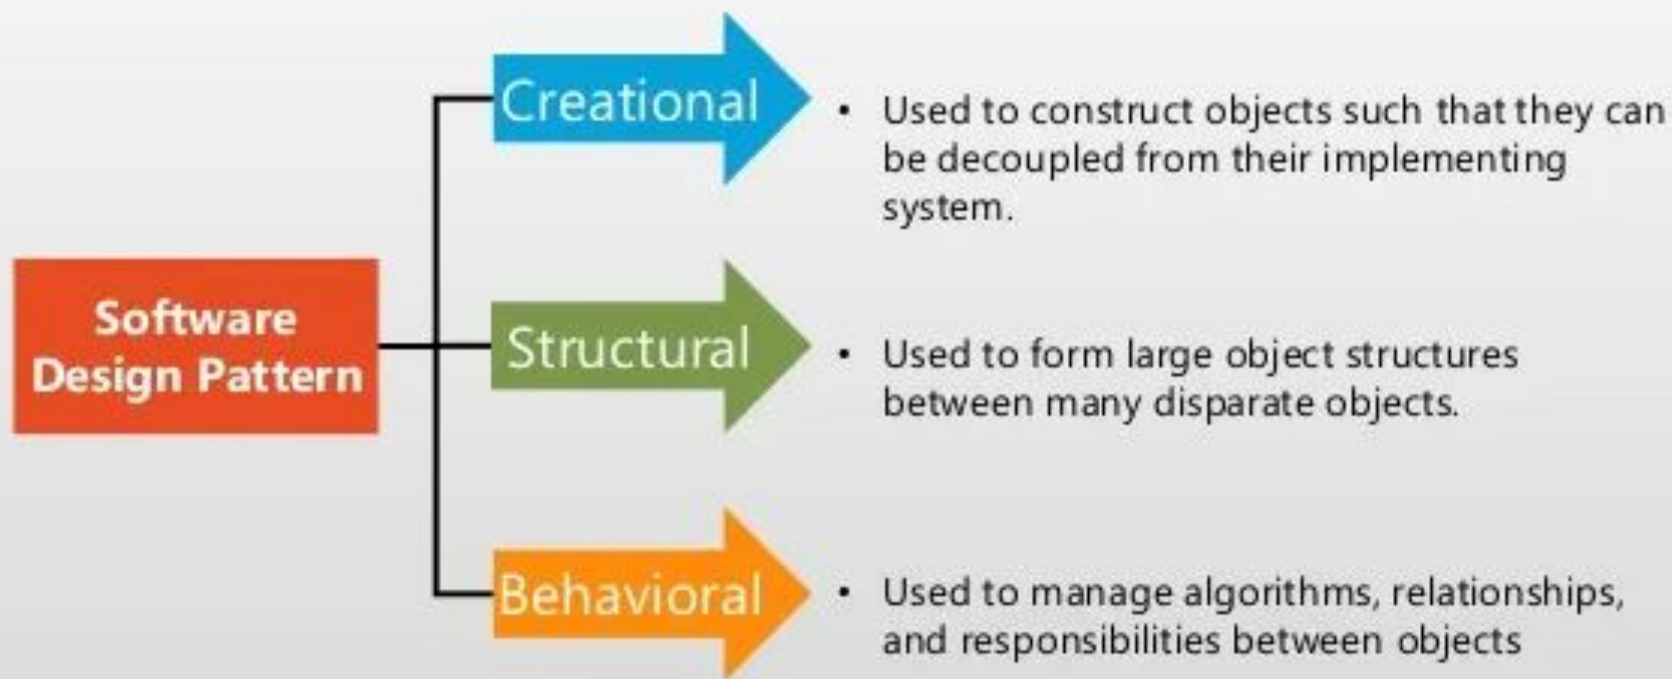 Software
Design Pattern
Creational
• Used to construct objects such that they can
be decoupled from their implementing
system.
Structural
• Used to form large object structures
between many disparate objects.
Behavioral
• Used to manage algorithms, relationships,
and responsibilities between objects